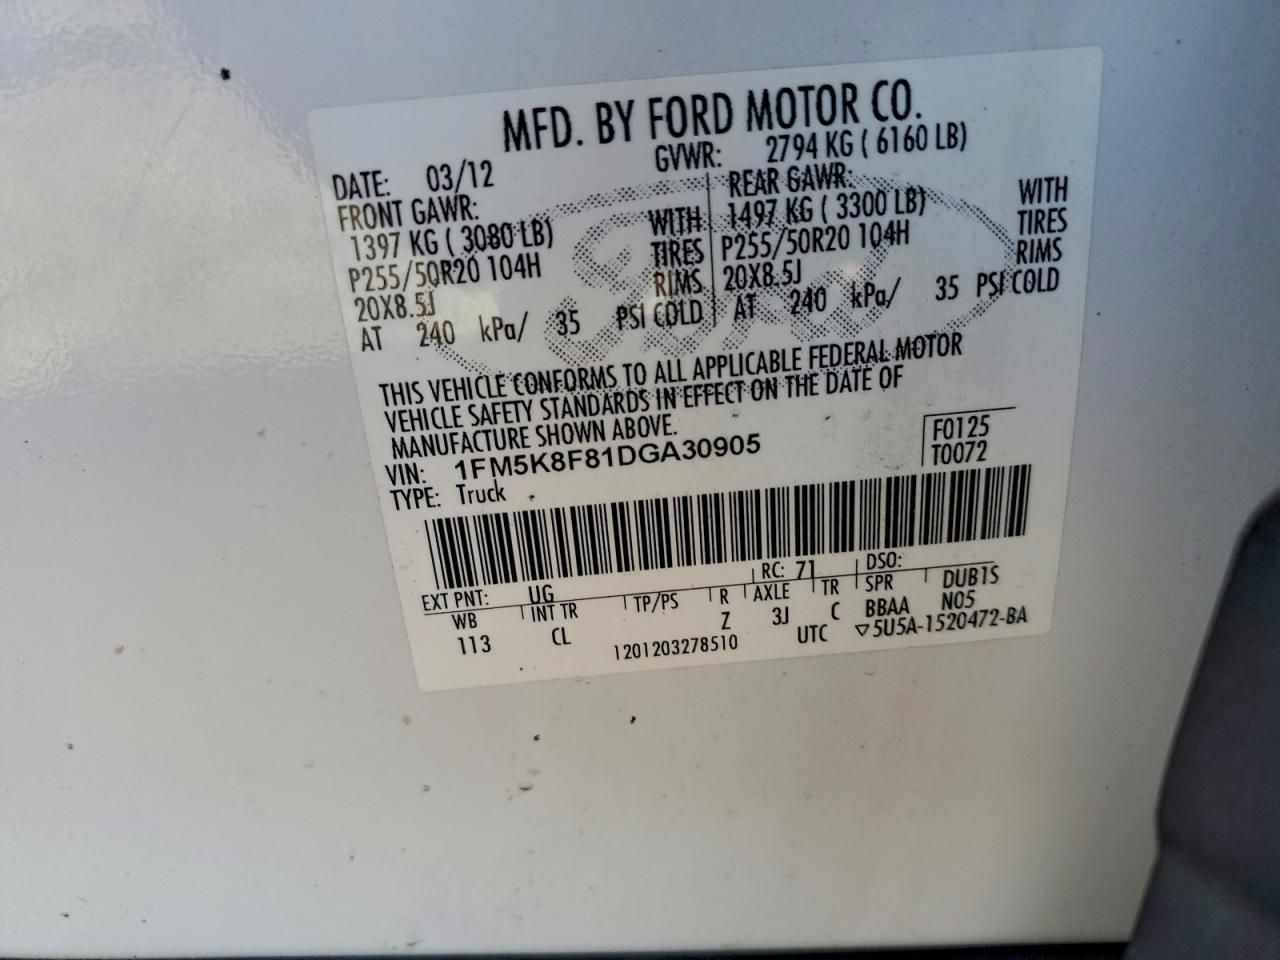 MFD. BY FORD MOTOR CO.
DATE: 03/12 GVWR: 2794 KG ( 6160 LB)
FRONT GAWR: REAR GAWR:
1397 KG ( 3080 LB) WITH 1497 KG ( 3300 LB) WITH
P255/50R20 104H TIRES P255/50R20 104H TIRES
20X8.5J RIMS 20X8.5J RIMS
AT 240 kPa/ 35 PSI COLD AT 240 kPa/ 35 PSI COLD
Ford
THIS VEHICLE CONFORMS TO ALL APPLICABLE FEDERAL MOTOR
VEHICLE SAFETY STANDARDS IN EFFECT ON THE DATE OF
MANUFACTURE SHOWN ABOVE.
VIN: 1FM5K8F81DGA30905 F0125
TYPE: Truck T0072
EXT PNT: UG RC: 71 DSO:
WB INT TR TP/PS R AXLE TR SPR DUB1S
113 CL Z 3J C BBAA N05
1201203278510 UTC ▽5U5A-1520472-BA